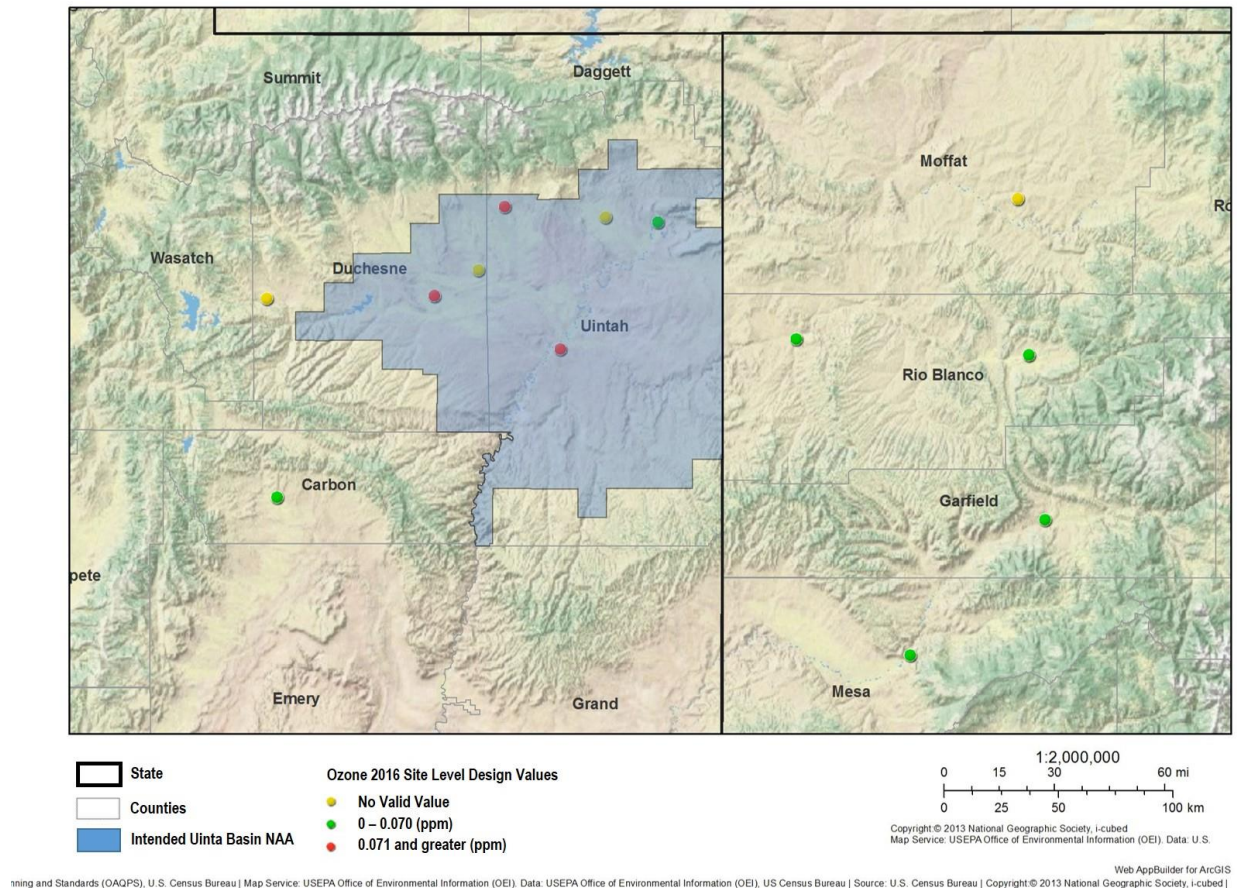 Summit
Daggett
Moffat
Ro
Wasatch
Duchesne
Uintah
Rio Blanco
Carbon
Garfield
pete
Emery
Grand
Mesa
State
Counties
Intended Uinta Basin NAA
Ozone 2016 Site Level Design Values
No Valid Value
0 – 0.070 (ppm)
0.071 and greater (ppm)
1:2,000,000
0 15 30 60 mi
0 25 50 100 km
Copyright:© 2013 National Geographic Society, i-cubed
Map Service: USEPA Office of Environmental Information (OEI). Data: U.S.
Web AppBuilder for ArcGIS
nning and Standards (OAQPS), U.S. Census Bureau | Map Service: USEPA Office of Environmental Information (OEI). Data: USEPA Office of Environmental Information (OEI), US Census Bureau | Source: U.S. Census Bureau | Copyright:© 2013 National Geographic Society, i-cubed |